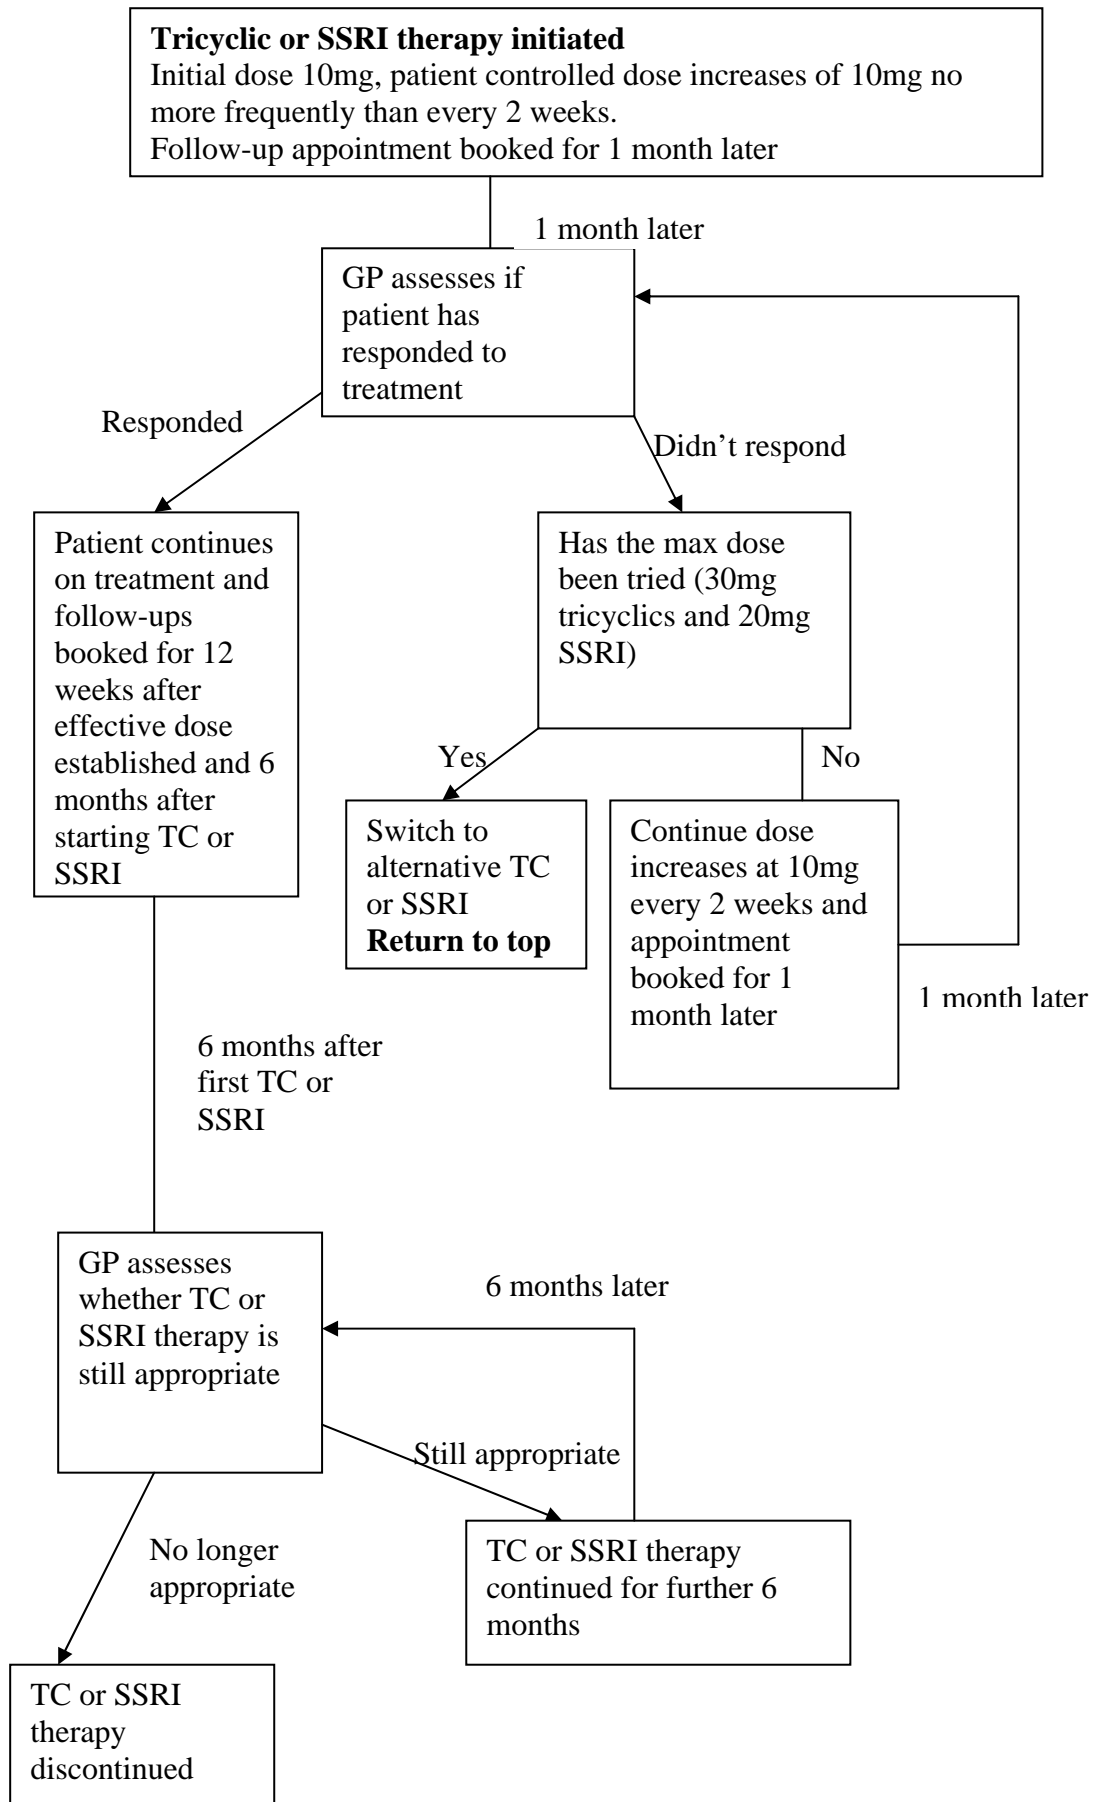 Tricyclic or SSRI therapy initiated
Initial dose 10mg, patient controlled dose increases of 10mg no
more frequently than every 2 weeks.
Follow-up appointment booked for 1 month later
1 month later
GP assesses if
patient has
responded to
treatment
Responded
Didn’t respond
Patient continues
on treatment and
follow-ups
booked for 12
weeks after
effective dose
established and 6
months after
starting TC or
SSRI
Has the max dose
been tried (30mg
tricyclics and 20mg
SSRI)
Yes
No
Switch to
alternative TC
or SSRI
Return to top
Continue dose
increases at 10mg
every 2 weeks and
appointment
booked for 1
month later
1 month later
6 months after
first TC or
SSRI
GP assesses
whether TC or
SSRI therapy is
still appropriate
6 months later
Still appropriate
No longer
appropriate
TC or SSRI therapy
continued for further 6
months
TC or SSRI
therapy
discontinued